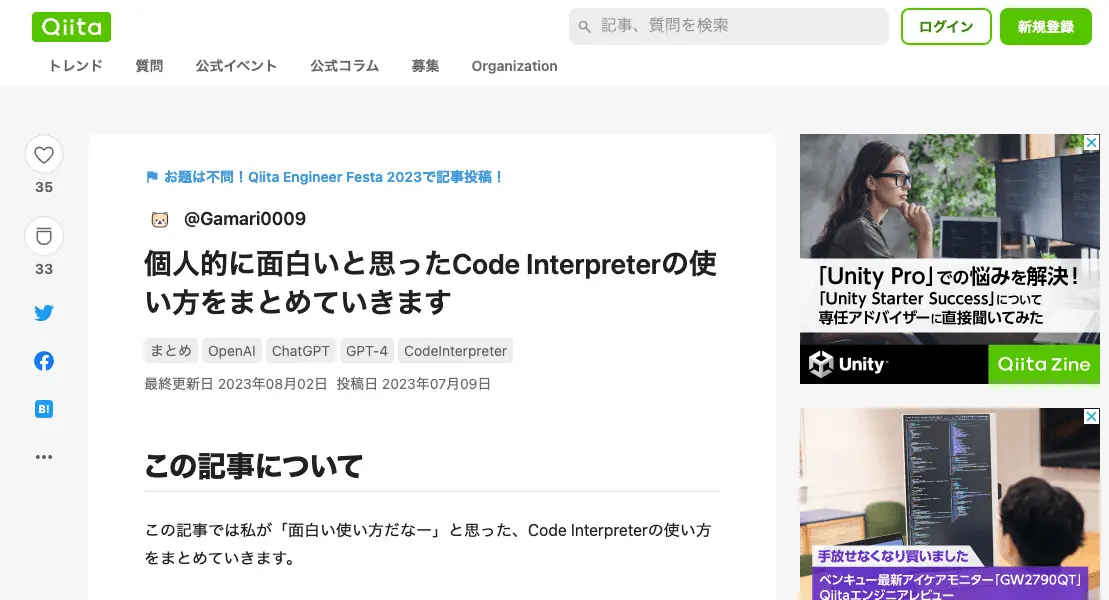 Qiita
記事、質問を検索
ログイン
新規登録
トレンド
質問
公式イベント
公式コラム
募集
Organization
35
33
B!
お題は不問！Qiita Engineer Festa 2023で記事投稿！
@Gamari0009
個人的に面白いと思ったCode Interpreterの使
い方をまとめていきます
まとめ
OpenAI
ChatGPT
GPT-4
CodeInterpreter
最終更新日 2023年08月02日 投稿日 2023年07月09日
この記事について
この記事では私が「面白い使い方だなー」と思った、Code Interpreterの使い方
をまとめていきます。
「Unity Pro」での悩みを解決！
「Unity Starter Success」について
専任アドバイザーに直接聞いてみた
Unity
Qiita Zine
手放せなくなり買いました
ベンキュー最新アイケアモニター「GW2790QT」
Qiitaエンジニアレビュー